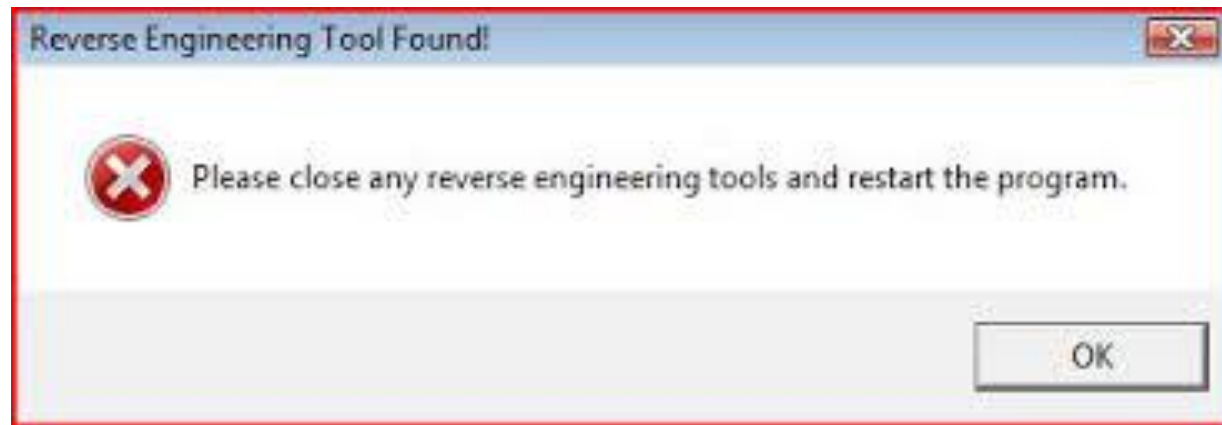 Reverse Engineering Tool Found!
Please close any reverse engineering tools and restart the program.
OK